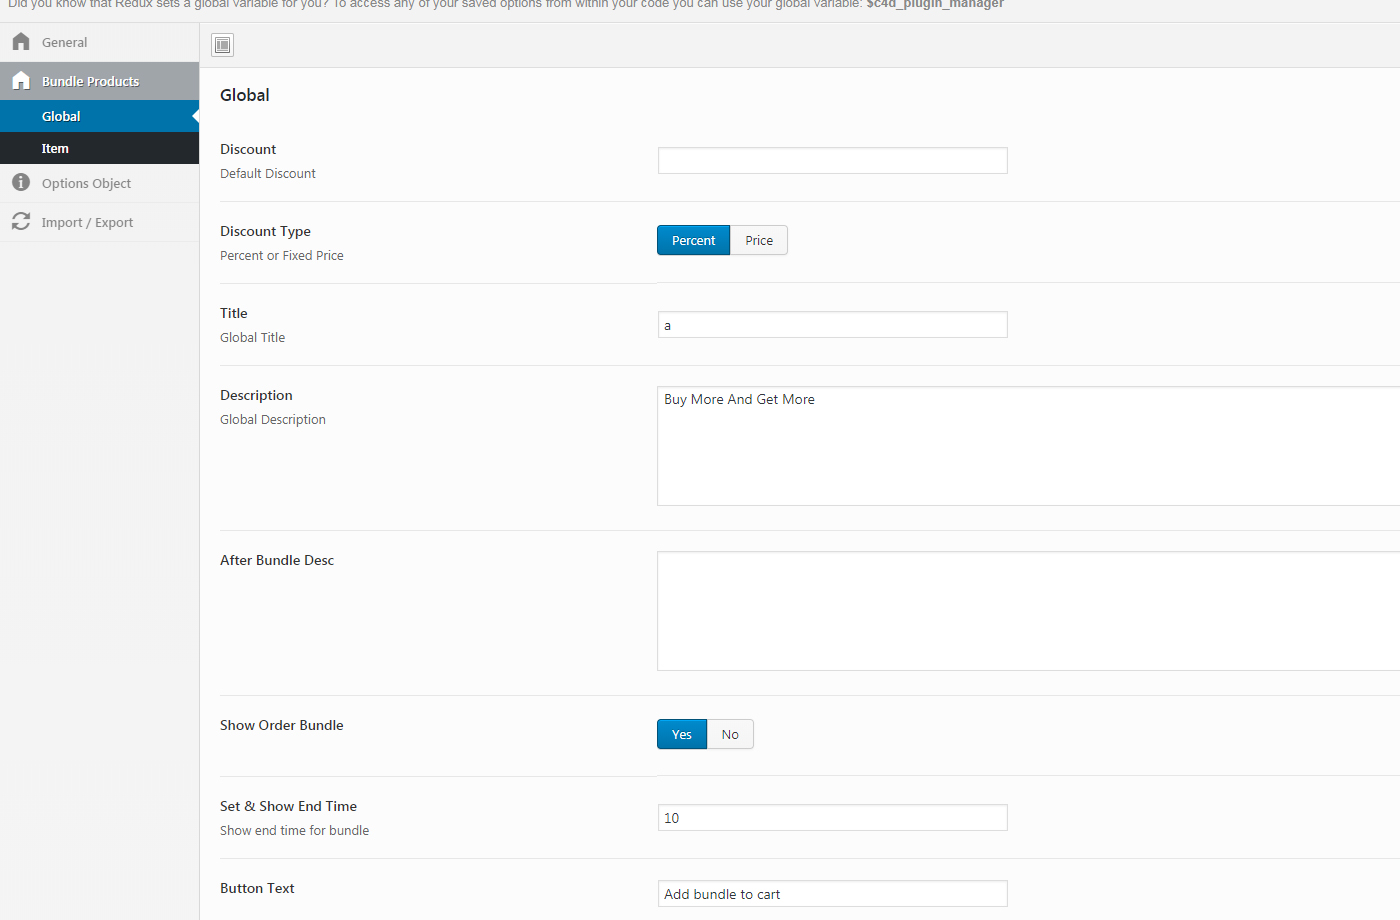 Did you know that Redux sets a global variable for you? To access any of your saved options from within your code you can use your global variable: $c4d_plugin_manager
General
Bundle Products
Global
Item
Options Object
Import / Export
Global
Discount
Default Discount
Discount Type
Percent or Fixed Price
Percent
Price
Title
Global Title
a
Description
Global Description
Buy More And Get More
After Bundle Desc
Show Order Bundle
Yes
No
Set & Show End Time
Show end time for bundle
10
Button Text
Add bundle to cart